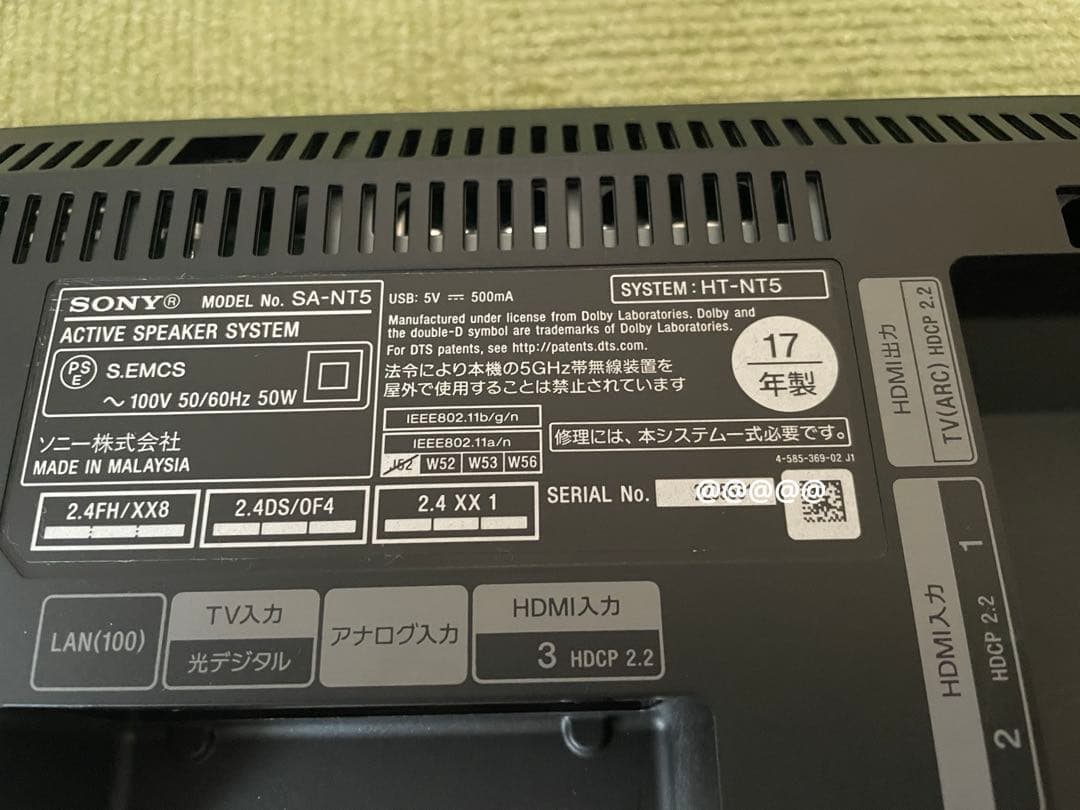 SONY® MODEL No. SA-NT5
ACTIVE SPEAKER SYSTEM
PS E S.EMCS
～ 100V 50/60Hz 50W
ソニー株式会社
MADE IN MALAYSIA
USB: 5V ⎓ 500mA
SYSTEM : HT-NT5
Manufactured under license from Dolby Laboratories. Dolby and
the double-D symbol are trademarks of Dolby Laboratories.
For DTS patents, see http://patents.dts.com.
法令により本機の5GHz帯無線装置を
屋外で使用することは禁止されています
17
年製
IEEE802.11b/g/n
IEEE802.11a/n
J52 W52 W53 W56
修理には、本システム一式必要です。
4-585-369-02 J1
2.4FH/XX8
2.4DS/OF4
2.4 XX 1
SERIAL No. @@@@@
LAN(100)
TV入力
光デジタル
アナログ入力
HDMI入力
3 HDCP 2.2
HDMI出力
TV(ARC) HDCP 2.2
HDMI入力
HDCP 2.2
1
2